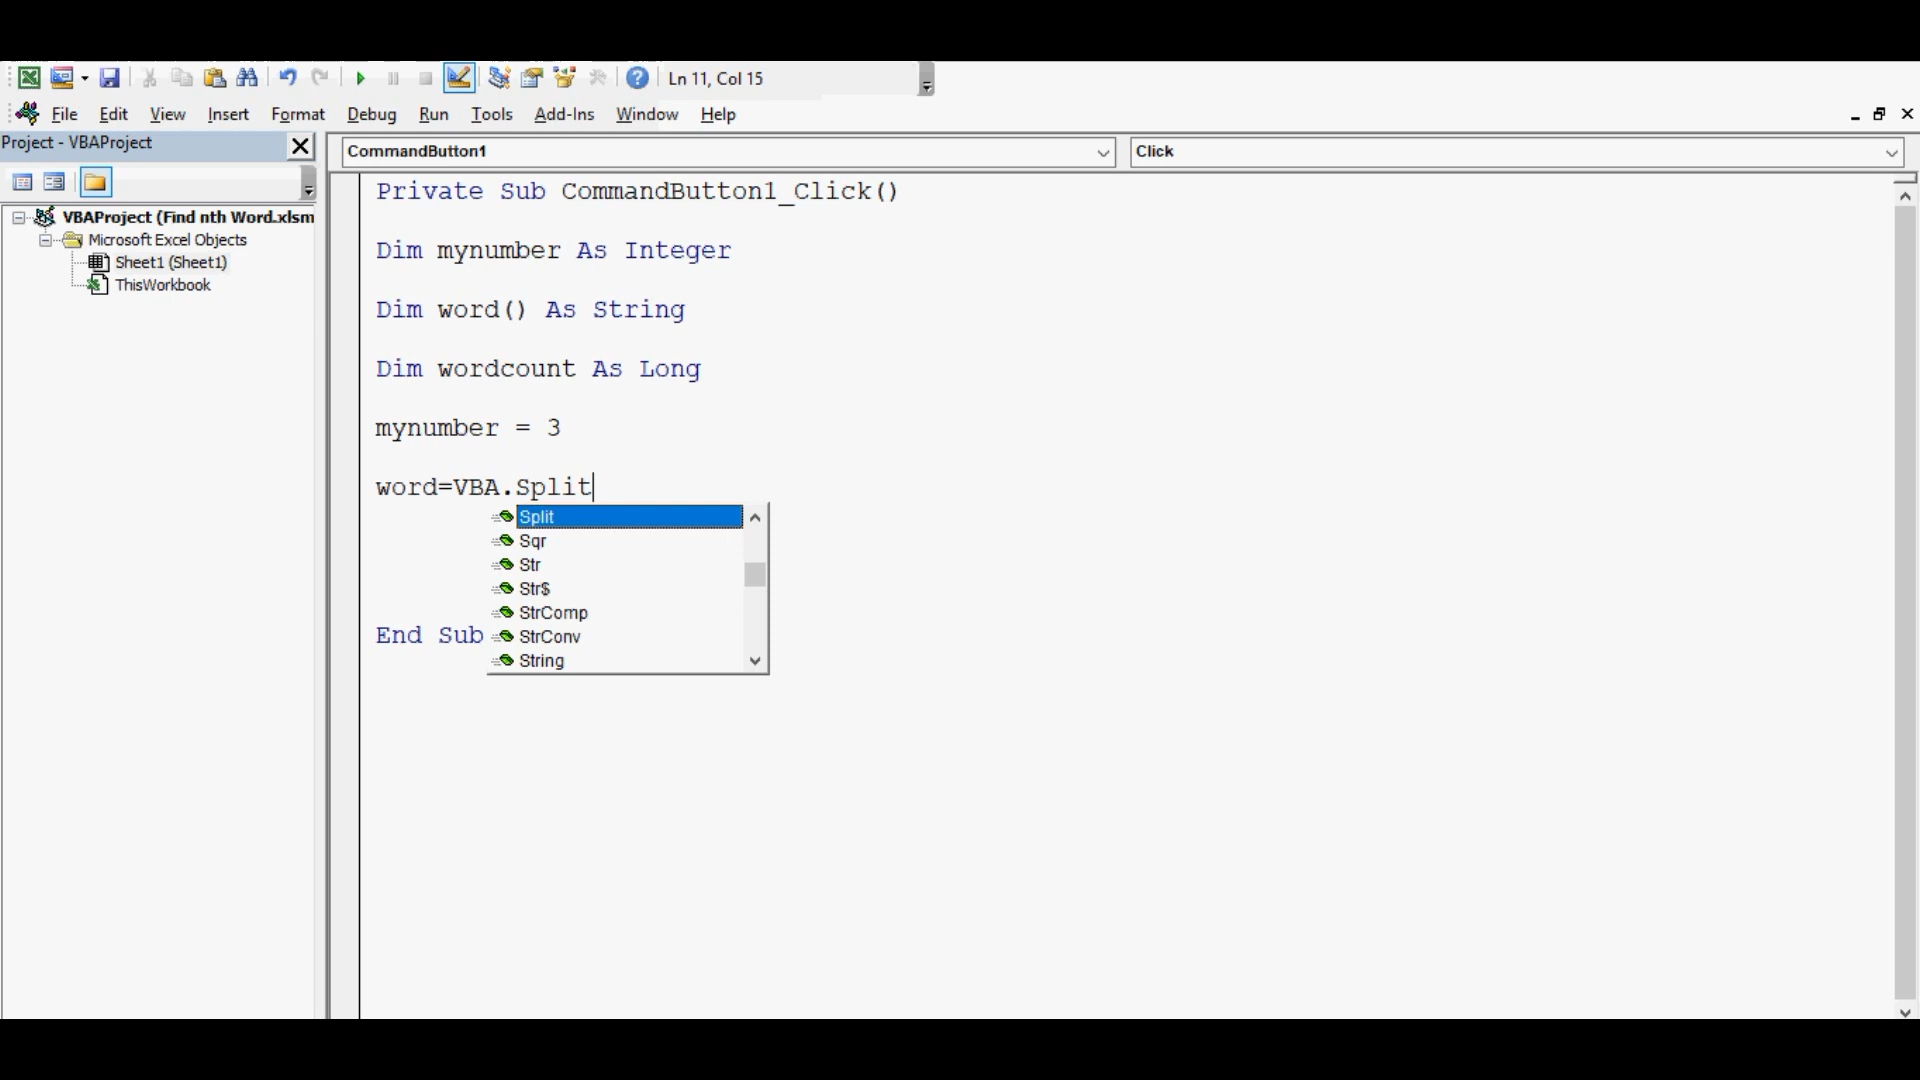 Ln 11, Col 15
File Edit View Insert Format Debug Run Tools Add-Ins Window Help
Project - VBAProject
CommandButton1
Click
VBAProject (Find nth Word.xlsm
Microsoft Excel Objects
Sheet1 (Sheet1)
ThisWorkbook
Private Sub CommandButton1_Click()
Dim mynumber As Integer
Dim word() As String
Dim wordcount As Long
mynumber = 3
word=VBA.Split
Split
Sqr
Str
Str$
StrComp
StrConv
String
End Sub